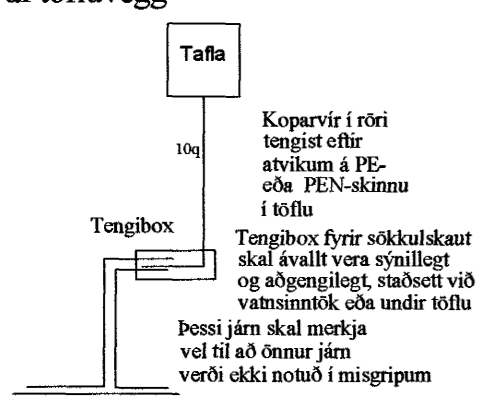 Tafla
Koparvír í röri
tengist eftir
atvikum á PE-
eða PEN-skinnu
í töflu
10q
Tengibox
Tengibox fyrir sökkulskaut
skal ávallt vera sýnillegt
og aðgengilegt, staðsett við
vatnsinntök eða undir töflu
Þessi járn skal merkja
vel til að önnur járn
verði ekki notuð í misgripum